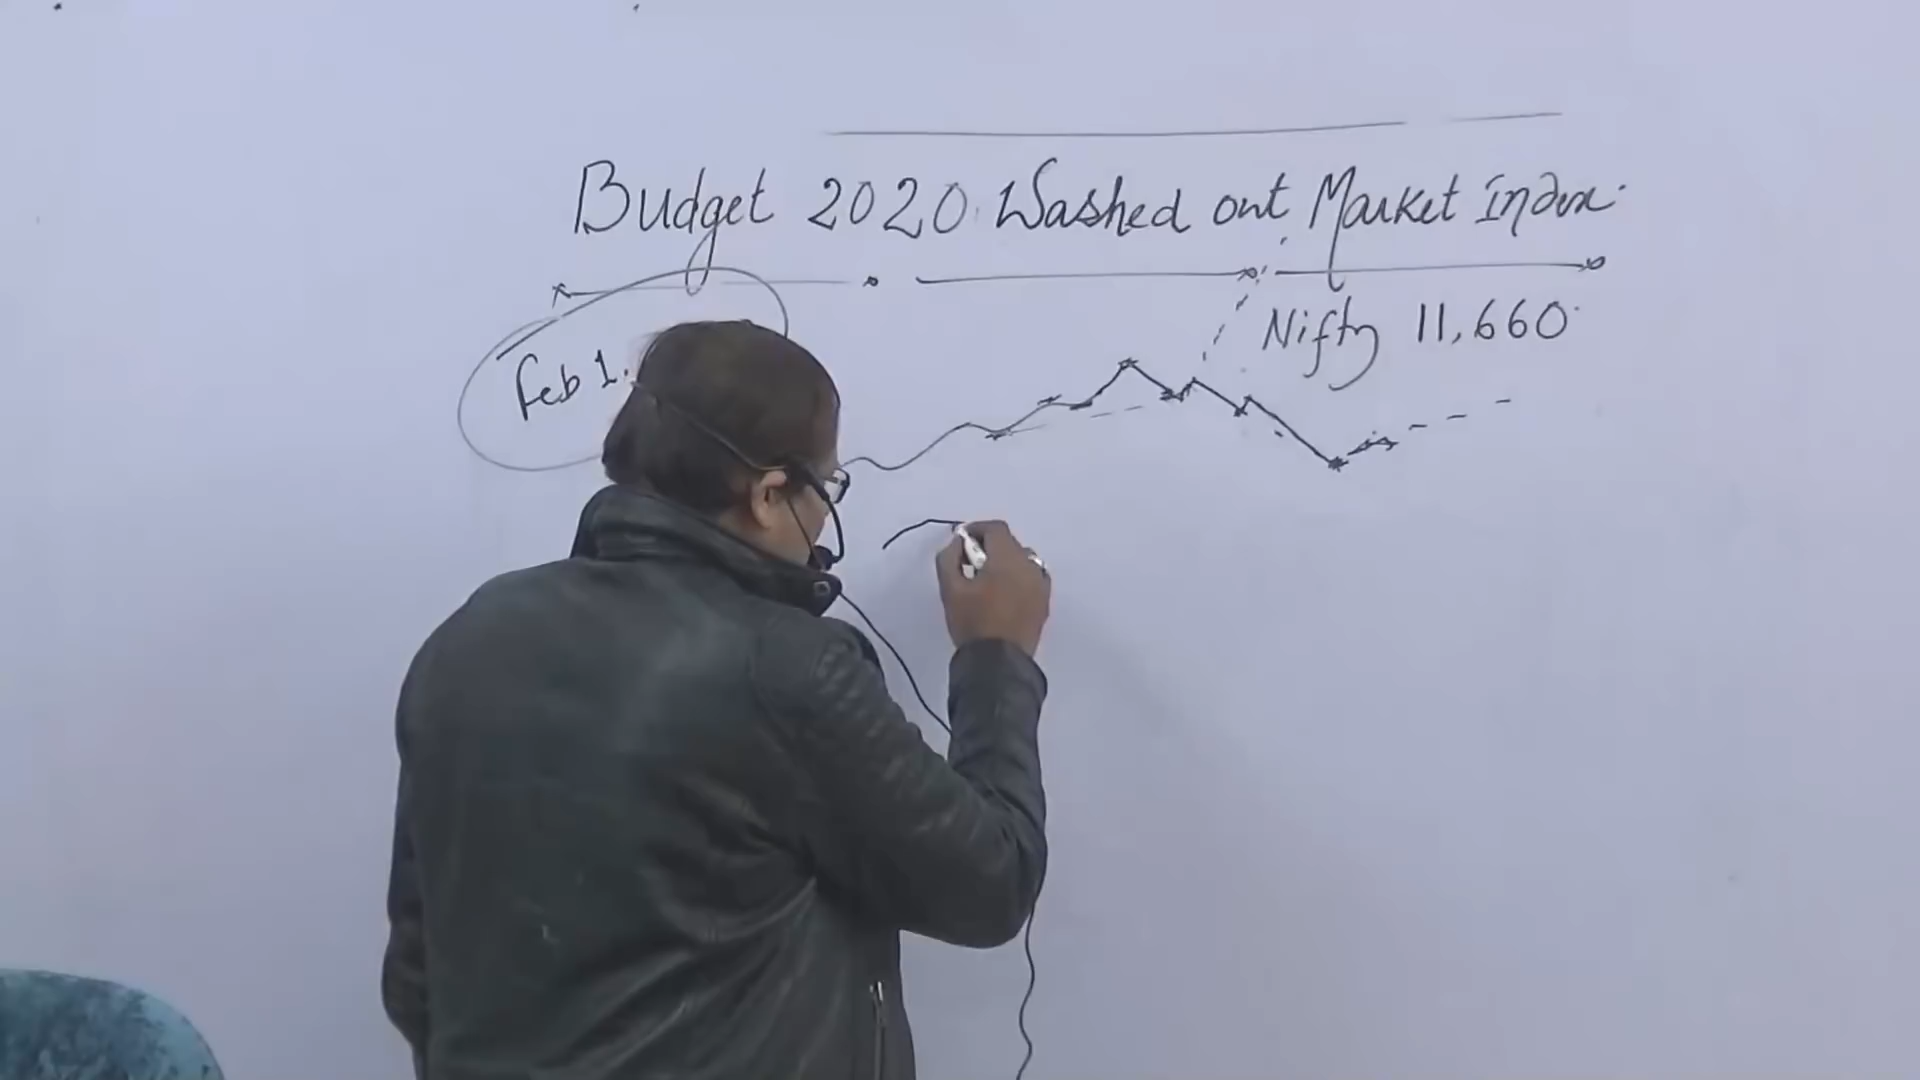 Budget 2020 Washed out Market Index.
Nifty 11,660
Feb 1.